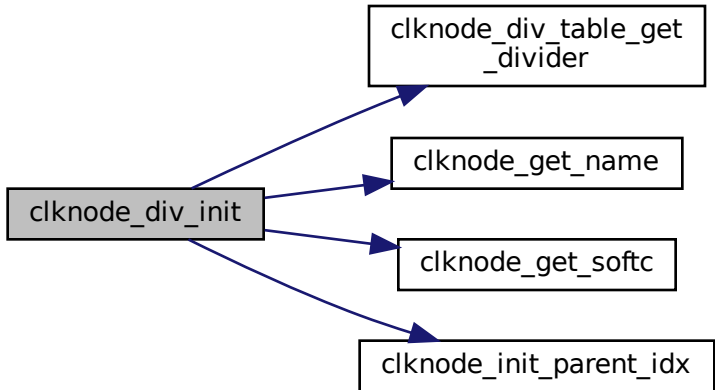 clknode_div_table_get
_divider
clknode_get_name
clknode_div_init
clknode_get_softc
clknode_init_parent_idx